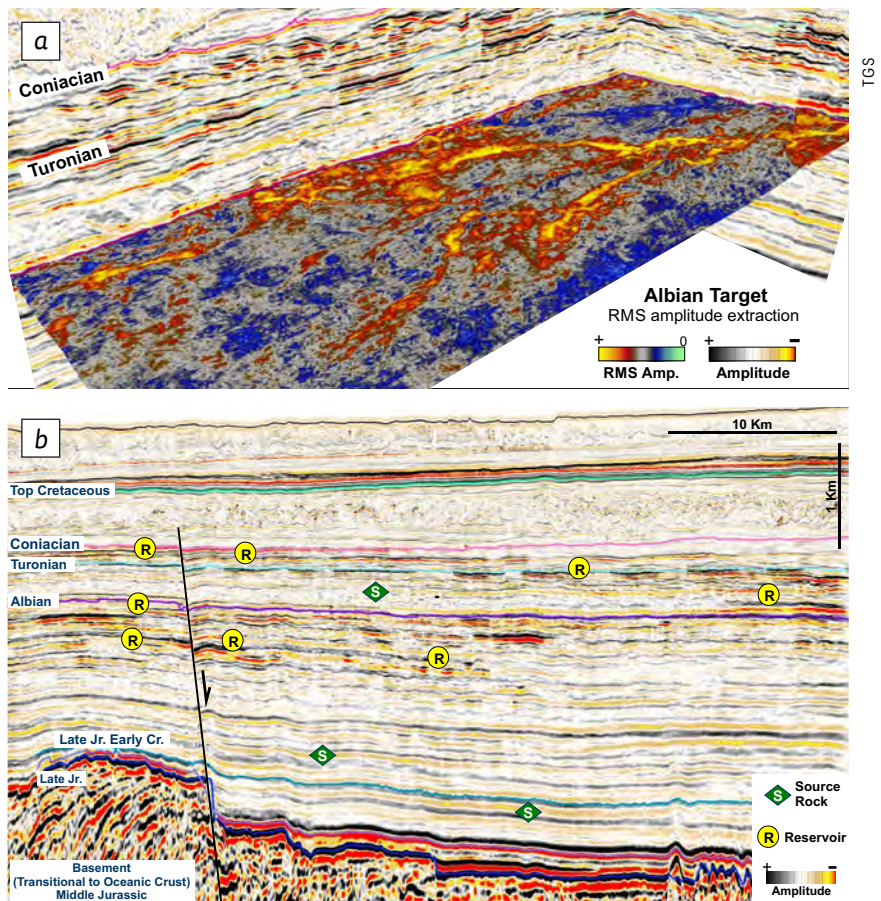 a
TGS
Coniacian
Turonian
Albian Target
RMS amplitude extraction
+ 0
RMS Amp.
+ -
Amplitude
b
10 Km
1 Km
Top Cretaceous
Coniacian
R
R
Turonian
R
S
R
Albian
R
R
R
R
Late Jr. Early Cr.
S
Late Jr.
S
S Source
Rock
R Reservoir
Basement
(Transitional to Oceanic Crust)
Middle Jurassic
+ -
Amplitude